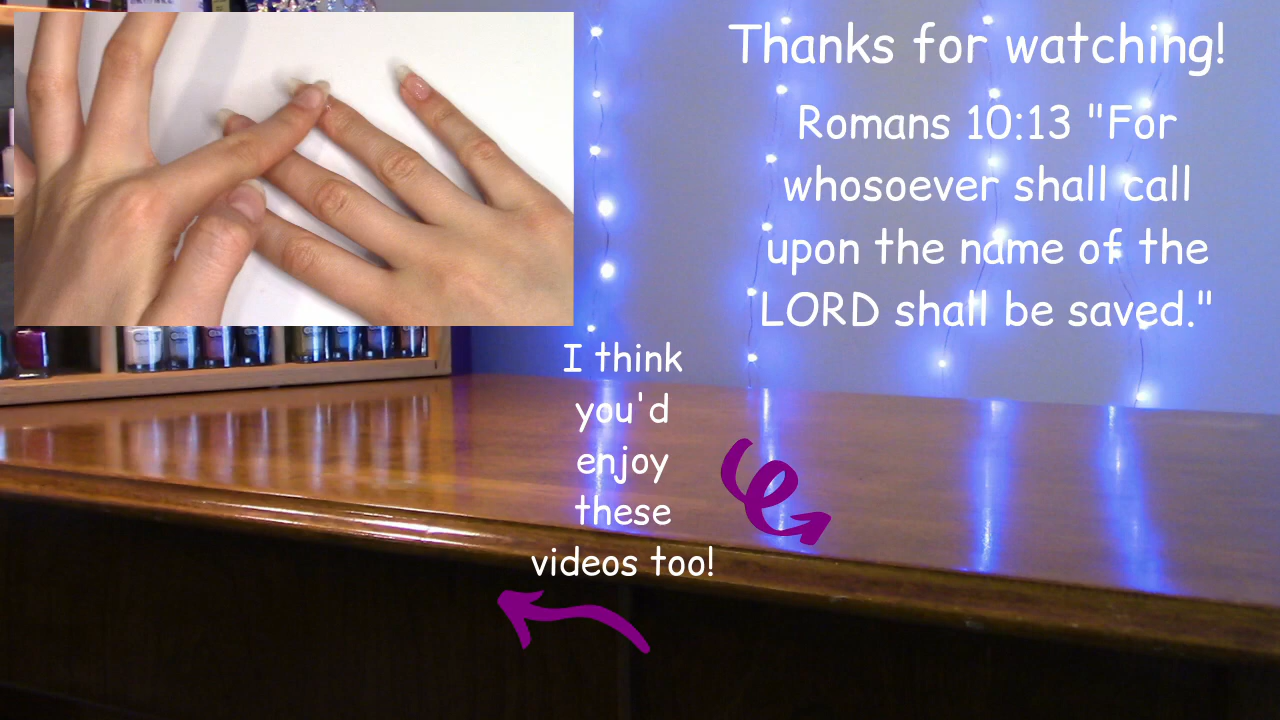 Thanks for watching!
Romans 10:13 "For
whosoever shall call
upon the name of the
LORD shall be saved."
I think
you'd
enjoy
these
videos too!